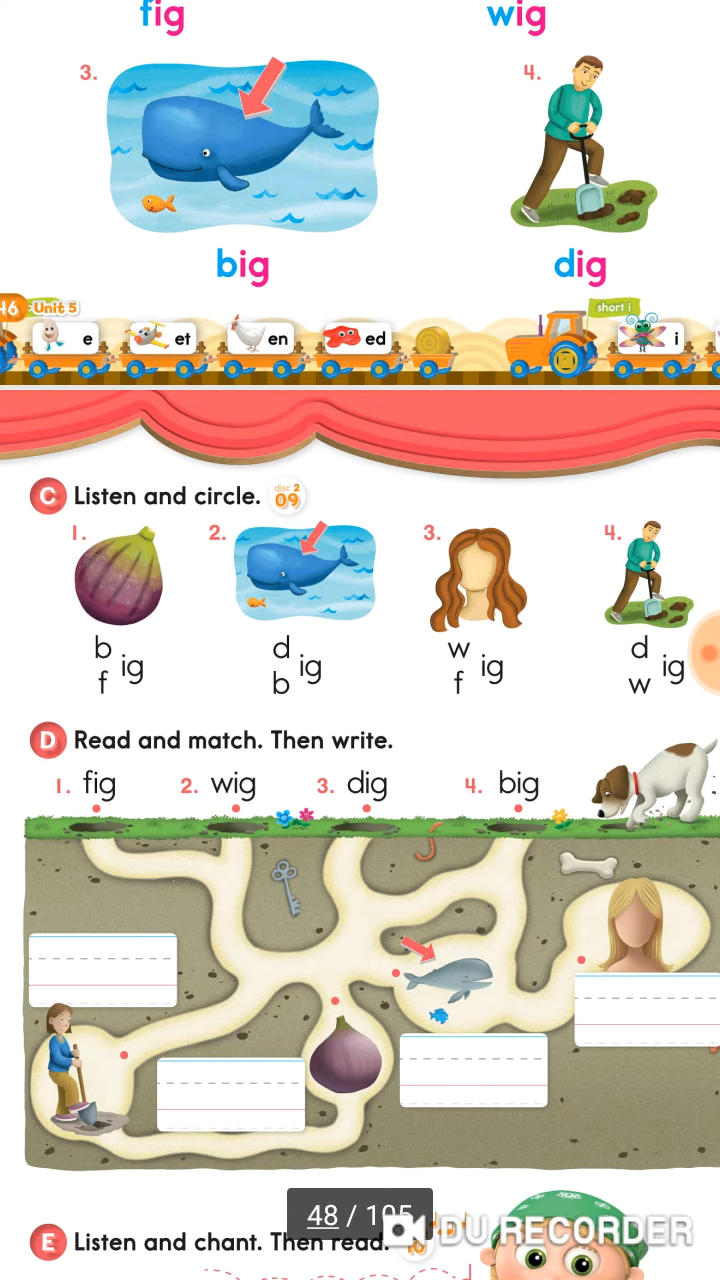 fig wig
3. 4.
big dig
46 Unit 5 short i
e et en ed i
C Listen and circle. disc 2 09
1. 2. 3. 4.
b d w d
ig ig ig ig
f b f w
D Read and match. Then write.
1. fig 2. wig 3. dig 4. big
48 / 105
DU RECORDER
E Listen and chant. Then read. 10